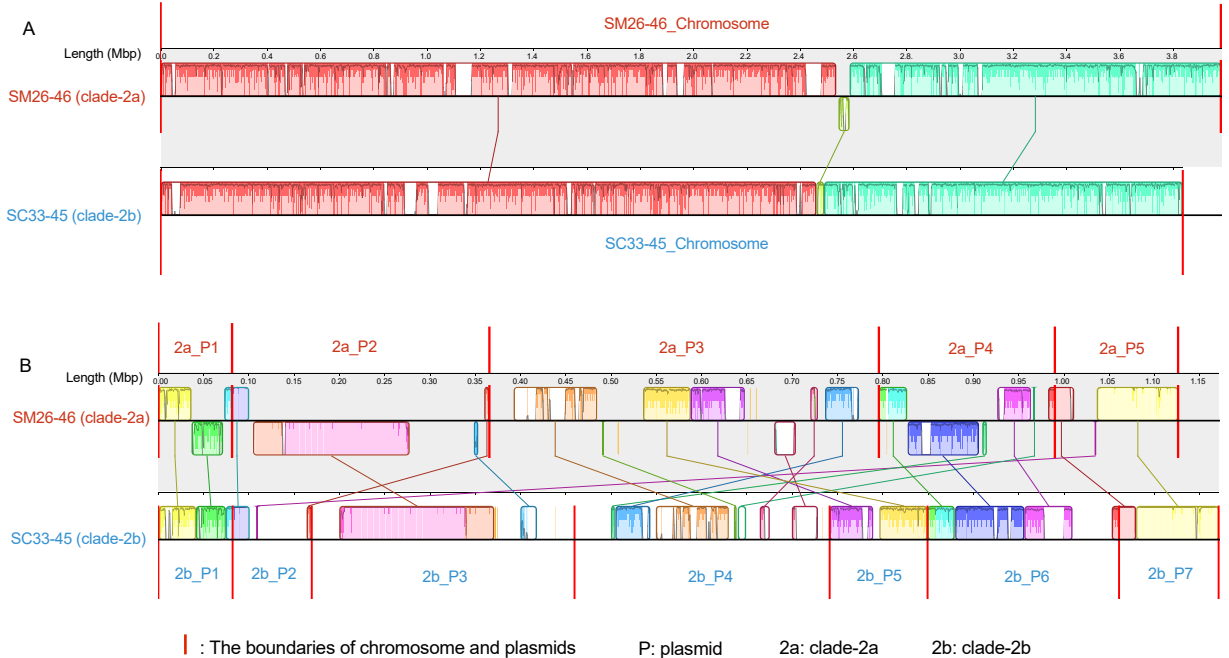 A
SM26-46_Chromosome
Length (Mbp)
0.0 0.2 0.4 0.6 0.8 1.0 1.2 1.4 1.6 1.8 2.0 2.2 2.4 2.6 2.8 3.0 3.2 3.4 3.6 3.8
SM26-46 (clade-2a)
SC33-45 (clade-2b)
SC33-45_Chromosome
B
2a_P1 2a_P2 2a_P3 2a_P4 2a_P5
Length (Mbp)
0.00 0.05 0.10 0.15 0.20 0.25 0.30 0.35 0.40 0.45 0.50 0.55 0.60 0.65 0.70 0.75 0.80 0.85 0.90 0.95 1.00 1.05 1.10 1.15
SM26-46 (clade-2a)
SC33-45 (clade-2b)
2b_P1 2b_P2 2b_P3 2b_P4 2b_P5 2b_P6 2b_P7
: The boundaries of chromosome and plasmids P: plasmid 2a: clade-2a 2b: clade-2b